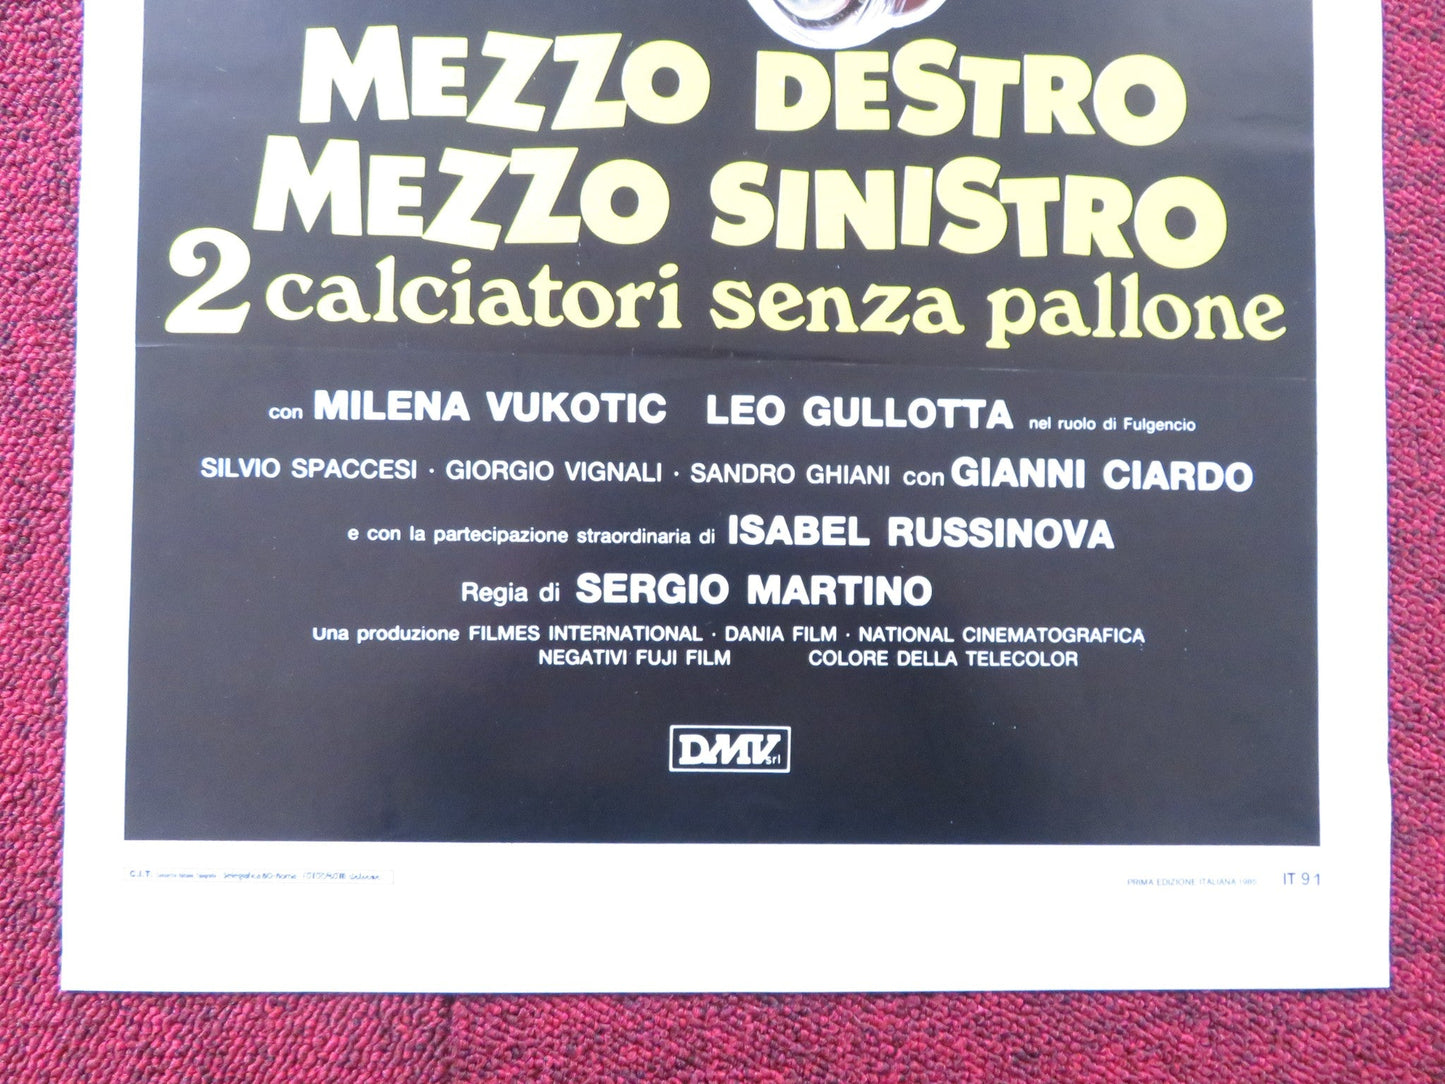 MEZZO DESTRO
MEZZO SINISTRO
2 calciatori senza pallone
con MILENA VUKOTIC LEO GULLOTTA nel ruolo di Fulgencio
SILVIO SPACCESI · GIORGIO VIGNALI · SANDRO GHIANI con GIANNI CIARDO
e con la partecipazione straordinaria di ISABEL RUSSINOVA
Regia di SERGIO MARTINO
Una produzione FILMES INTERNATIONAL · DANIA FILM · NATIONAL CINEMATOGRAFICA
NEGATIVI FUJI FILM COLORE DELLA TELECOLOR
DMV srl
C.I.T.
PRIMA EDIZIONE ITALIANA 1985 IT 91